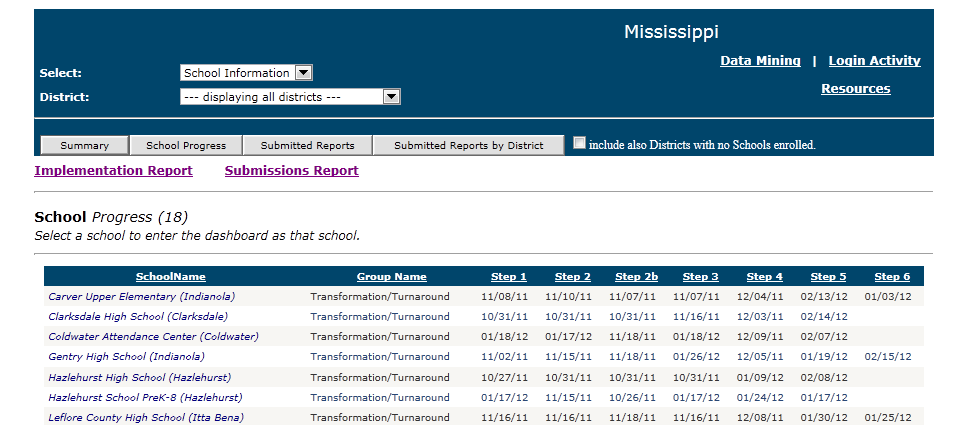 Mississippi
Data Mining | Login Activity
Select: School Information
Resources
District: --- displaying all districts ---
Summary School Progress Submitted Reports Submitted Reports by District include also Districts with no Schools enrolled.
Implementation Report Submissions Report
School Progress (18)
Select a school to enter the dashboard as that school.
SchoolName Group Name Step 1 Step 2 Step 2b Step 3 Step 4 Step 5 Step 6
Carver Upper Elementary (Indianola) Transformation/Turnaround 11/08/11 11/10/11 11/07/11 11/07/11 12/04/11 02/13/12 01/03/12
Clarksdale High School (Clarksdale) Transformation/Turnaround 10/31/11 10/31/11 10/31/11 11/16/11 12/03/11 02/14/12
Coldwater Attendance Center (Coldwater) Transformation/Turnaround 01/18/12 01/17/12 11/18/11 01/18/12 12/09/11 02/07/12
Gentry High School (Indianola) Transformation/Turnaround 11/02/11 11/15/11 11/18/11 01/26/12 12/05/11 01/19/12 02/15/12
Hazlehurst High School (Hazlehurst) Transformation/Turnaround 10/27/11 10/31/11 10/31/11 10/31/11 01/09/12 02/08/12
Hazlehurst School PreK-8 (Hazlehurst) Transformation/Turnaround 01/17/12 11/15/11 10/26/11 01/17/12 01/24/12 01/17/12
Leflore County High School (Itta Bena) Transformation/Turnaround 11/16/11 11/16/11 11/18/11 11/16/11 12/08/11 01/30/12 01/25/12